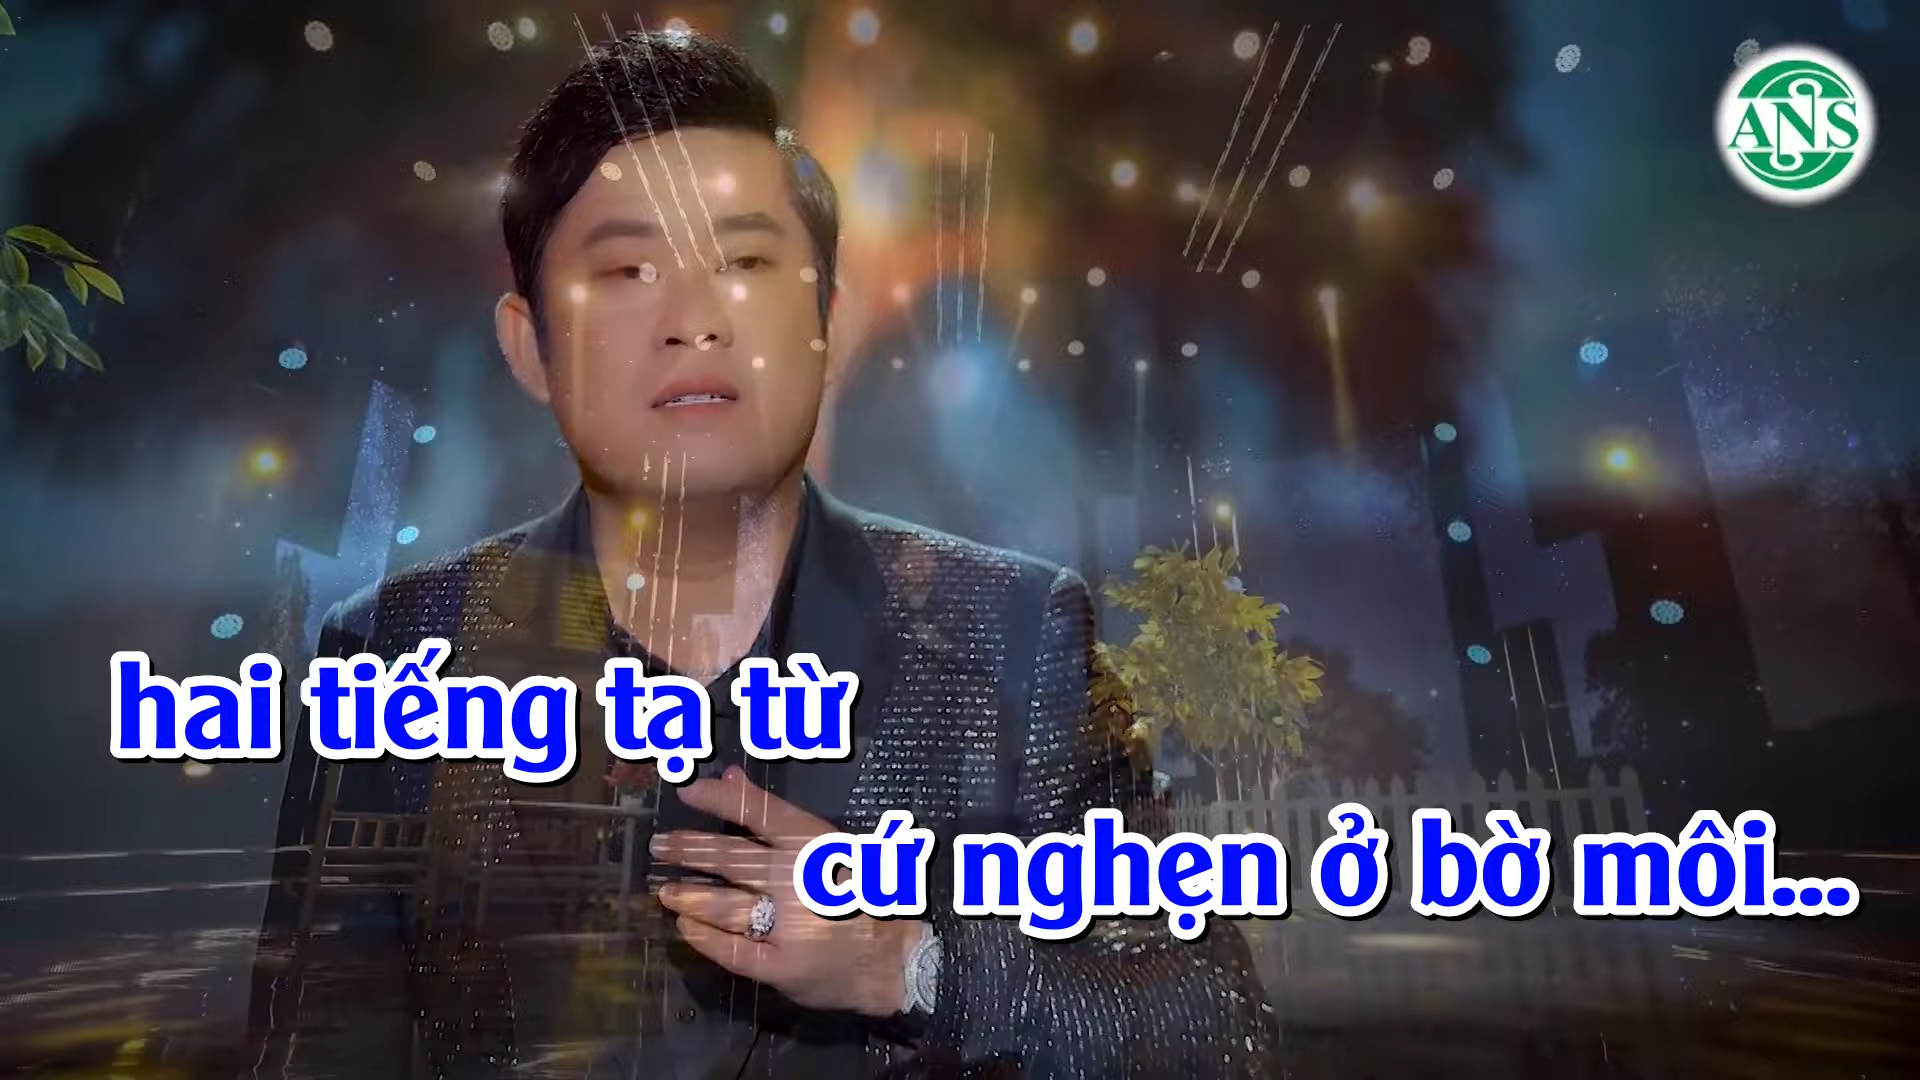 ANS
hai tiếng tạ từ
cứ nghẹn ở bờ môi...